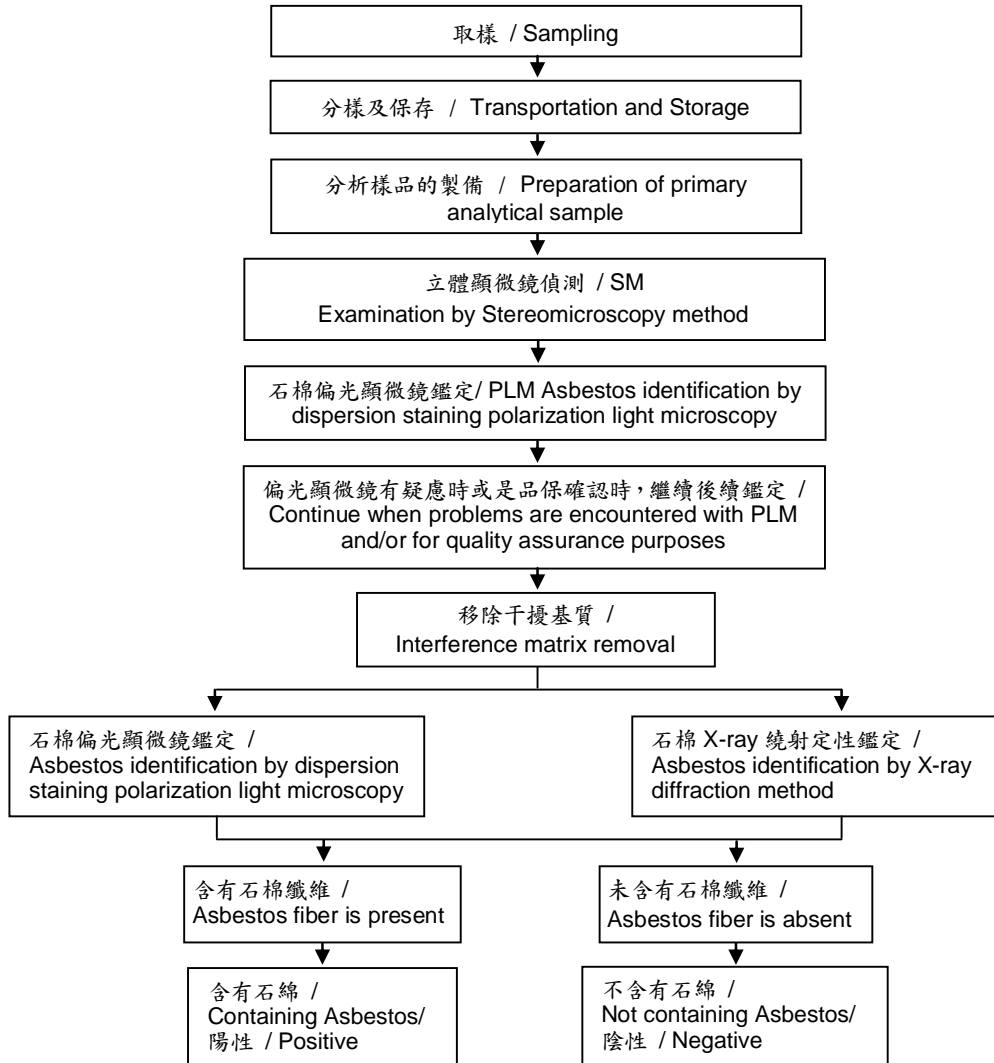 取樣 / Sampling
分樣及保存 / Transportation and Storage
分析樣品的製備 / Preparation of primary
analytical sample
立體顯微鏡偵測 / SM
Examination by Stereomicroscopy method
石棉偏光顯微鏡鑑定/ PLM Asbestos identification by
dispersion staining polarization light microscopy
偏光顯微鏡有疑慮時或是品保確認時，繼續後續鑑定 /
Continue when problems are encountered with PLM
and/or for quality assurance purposes
移除干擾基質 /
Interference matrix removal
石棉偏光顯微鏡鑑定 /
Asbestos identification by dispersion
staining polarization light microscopy
石棉 X-ray 繞射定性鑑定 /
Asbestos identification by X-ray
diffraction method
含有石棉纖維 /
Asbestos fiber is present
未含有石棉纖維 /
Asbestos fiber is absent
含有石綿 /
Containing Asbestos/
陽性 / Positive
不含有石綿 /
Not containing Asbestos/
陰性 / Negative